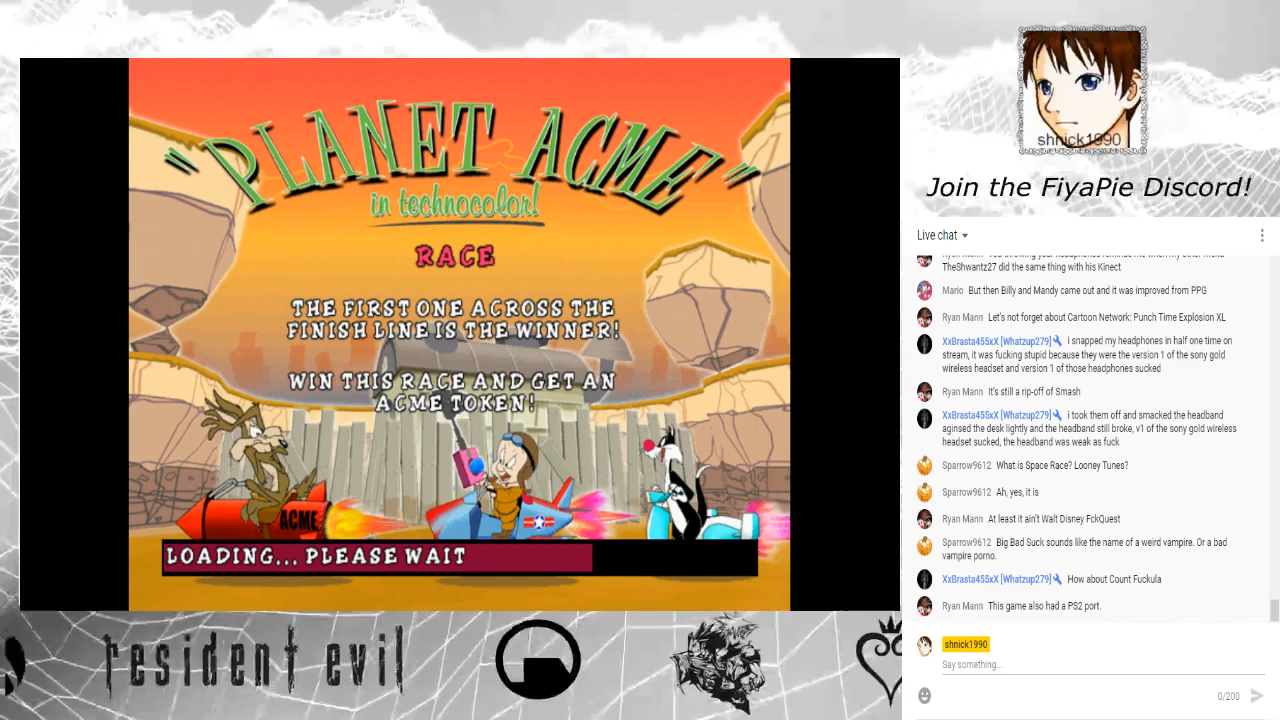 "PLANET ACME"
in technocolor!
RACE
THE FIRST ONE ACROSS THE
FINISH LINE IS THE WINNER!
WIN THIS RACE AND GET AN
ACME TOKEN!
ACME
LOADING... PLEASE WAIT
resident evil
shnick1990
Join the FiyaPie Discord!
Live chat
TheShwantz27 did the same thing with his Kinect
Mario But then Billy and Mandy came out and it was improved from PPG
Ryan Mann Let's not forget about Cartoon Network: Punch Time Explosion XL
XxBrasta455xX [Whatzup279] i snapped my headphones in half one time on
stream, it was fucking stupid because they were the version 1 of the sony gold
wireless headset and version 1 of those headphones sucked
Ryan Mann It's still a rip-off of Smash
XxBrasta455xX [Whatzup279] i took them off and smacked the headband
aginsed the desk lightly and the headband still broke, v1 of the sony gold wireless
headset sucked, the headband was weak as fuck
Sparrow9612 What is Space Race? Looney Tunes?
Sparrow9612 Ah, yes, it is
Ryan Mann At least it ain't Walt Disney FckQuest
Sparrow9612 Big Bad Suck sounds like the name of a weird vampire. Or a bad
vampire porno.
XxBrasta455xX [Whatzup279] How about Count Fuckula
Ryan Mann This game also had a PS2 port.
shnick1990
Say something...
0/200